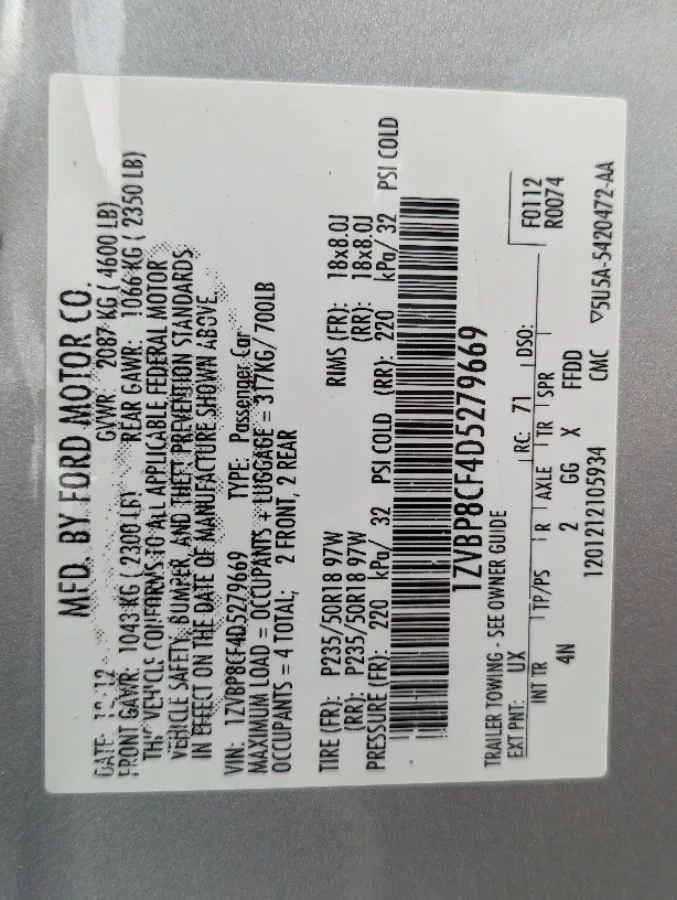 MFD. BY FORD MOTOR CO.
DATE: 12/12 GVWR: 2087 KG ( 4600 LB)
FRONT GAWR: 1043 KG ( 2300 LB) REAR GAWR: 1066 KG ( 2350 LB)
THIS VEHICLE CONFORMS TO ALL APPLICABLE FEDERAL MOTOR
VEHICLE SAFETY, BUMPER, AND THEFT PREVENTION STANDARDS
IN EFFECT ON THE DATE OF MANUFACTURE SHOWN ABOVE.
VIN: 1ZVBP8CF4D5279669 TYPE: Passenger Car
MAXIMUM LOAD = OCCUPANTS + LUGGAGE = 317KG/700LB
OCCUPANTS = 4 TOTAL; 2 FRONT, 2 REAR
TIRE (FR): P235/50R18 97W RIMS (FR): 18x8.0J
(RR): P235/50R18 97W (RR): 18x8.0J
PRESSURE (FR): 220 kPa/ 32 PSI COLD (RR): 220 kPa/ 32 PSI COLD
1ZVBP8CF4D5279669
TRAILER TOWING - SEE OWNER GUIDE
EXT PNT: UX RC: 71 DSO: F0112
R0074
INT TR TP/PS R AXLE TR SPR
4N 2 GG X FFDD
1201212105934 CMC ▽5U5A-5420472-AA